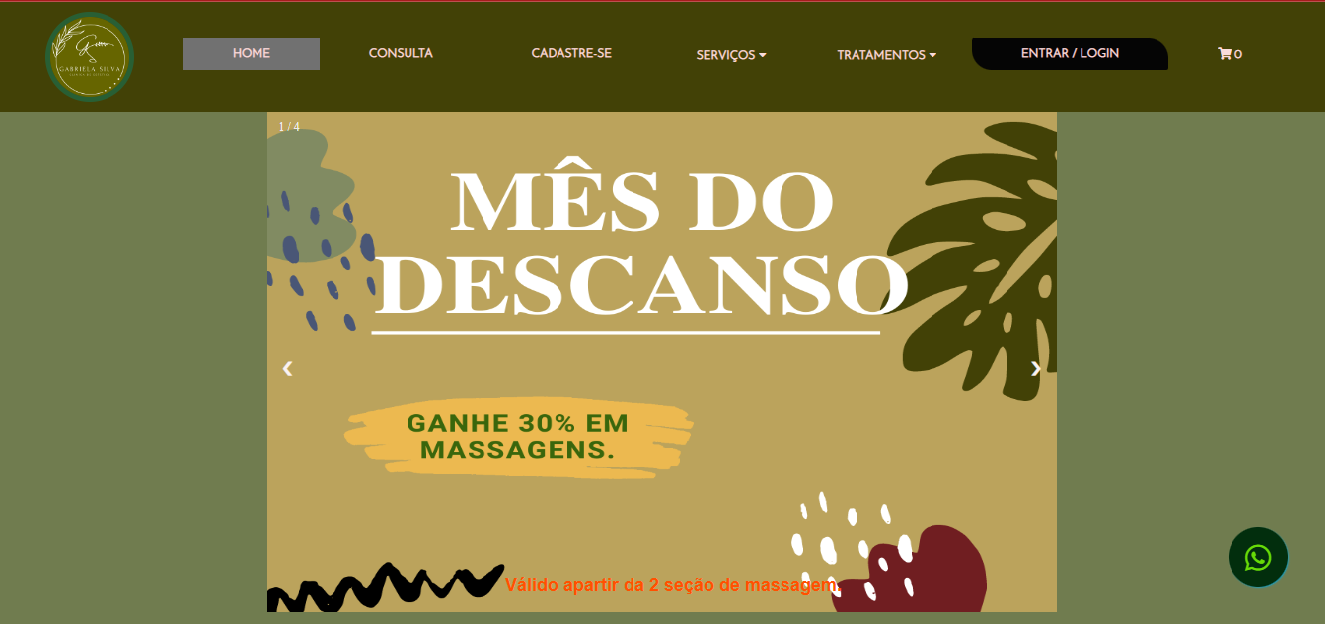 GABRIELA SILVA
HOME
CONSULTA
CADASTRE-SE
SERVIÇOS
TRATAMENTOS
ENTRAR / LOGIN
0
1 / 4
MÊS DO
DESCANSO
GANHE 30% EM
MASSAGENS.
Válido apartir da 2 seção de massagem.